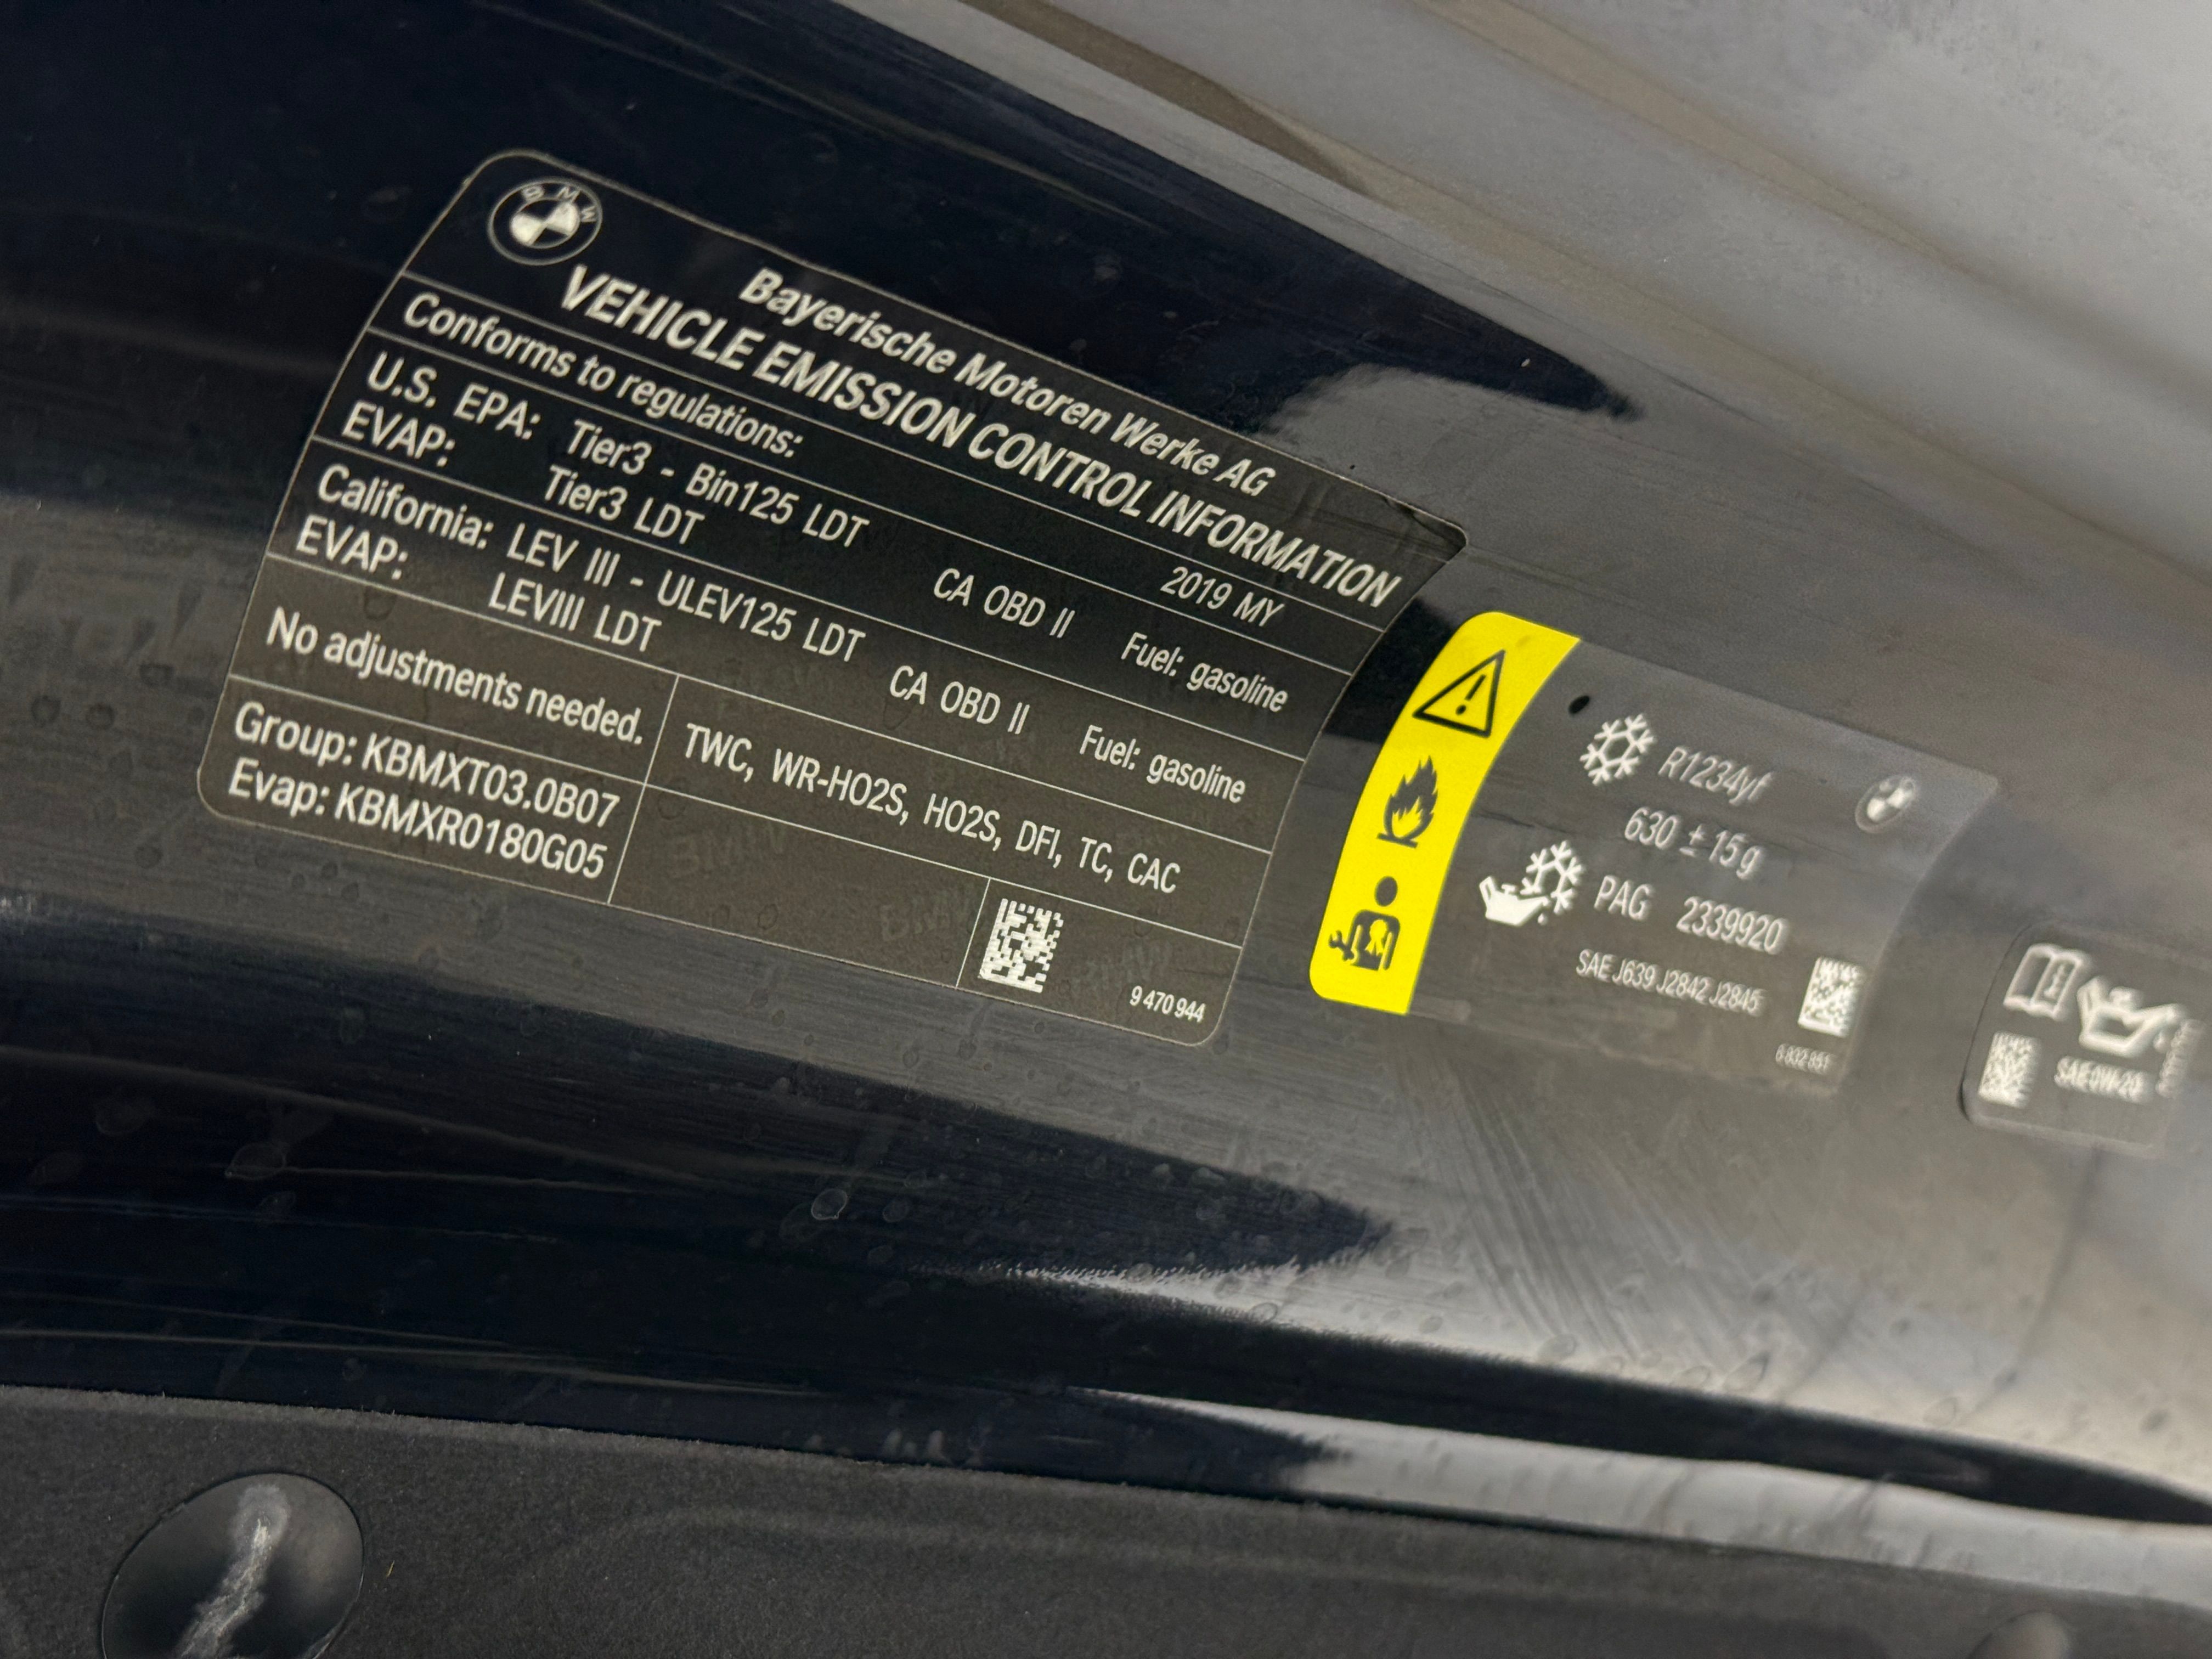 BMW
Bayerische Motoren Werke AG
VEHICLE EMISSION CONTROL INFORMATION
Conforms to regulations: 2019 MY
U.S. EPA: Tier3 - Bin125 LDT CA OBD II Fuel: gasoline
EVAP: Tier3 LDT
California: LEV III - ULEV125 LDT CA OBD II Fuel: gasoline
EVAP: LEVIII LDT
No adjustments needed.
TWC, WR-HO2S, HO2S, DFI, TC, CAC
Group: KBMXT03.0B07
Evap: KBMXR0180G05
9 470 944
R1234yf
630 ± 15 g
PAG 2339920
SAE J639 J2842 J2845
6 832 851
SAE 0W-20